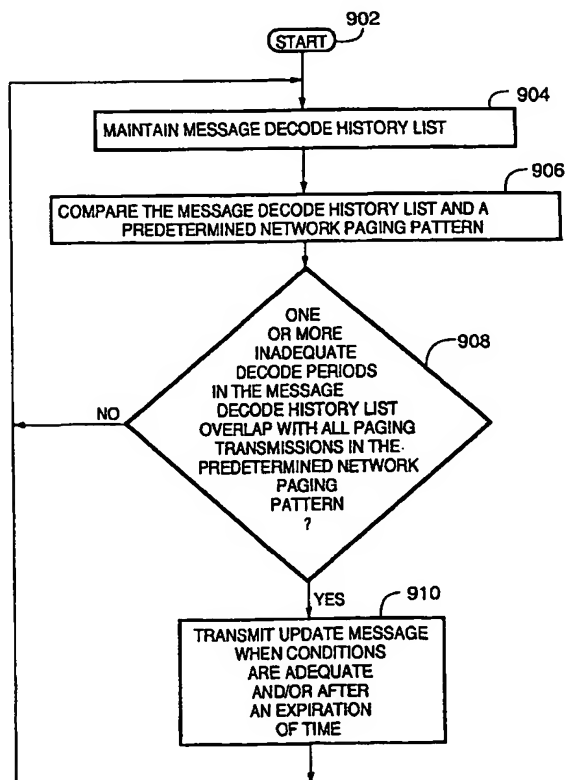 START
902
904
MAINTAIN MESSAGE DECODE HISTORY LIST
906
COMPARE THE MESSAGE DECODE HISTORY LIST AND A
PREDETERMINED NETWORK PAGING PATTERN
908
ONE
OR MORE
INADEQUATE
DECODE PERIODS
IN THE MESSAGE
DECODE HISTORY LIST
OVERLAP WITH ALL PAGING
TRANSMISSIONS IN THE
PREDETERMINED NETWORK
PAGING
PATTERN
?
NO
YES
910
TRANSMIT UPDATE MESSAGE
WHEN CONDITIONS
ARE ADEQUATE
AND/OR AFTER
AN EXPIRATION
OF TIME